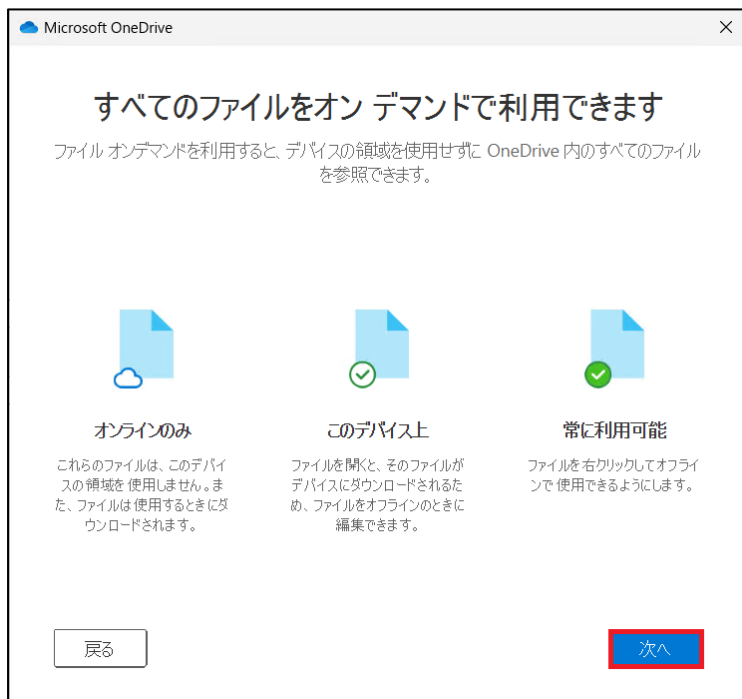 Microsoft OneDrive
すべてのファイルをオン デマンドで利用できます
ファイル オンデマンドを利用すると、デバイスの領域を使用せずに OneDrive 内のすべてのファイル
を参照できます。
オンラインのみ
これらのファイルは、このデバイ
スの領域を使用しません。ま
た、ファイルは使用するときにダ
ウンロードされます。
このデバイス上
ファイルを開くと、そのファイルが
デバイスにダウンロードされるた
め、ファイルをオフラインのときに
編集できます。
常に利用可能
ファイルを右クリックしてオフライ
ンで使用できるようにします。
戻る
次へ